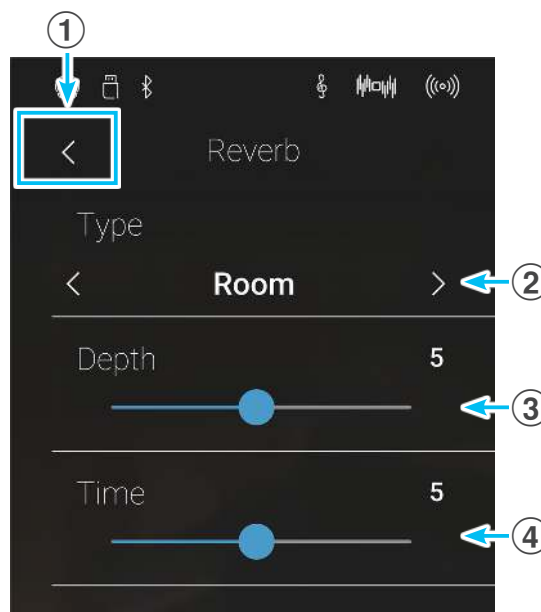 ①
Reverb
Type
Room
②
Depth 5
③
Time 5
④